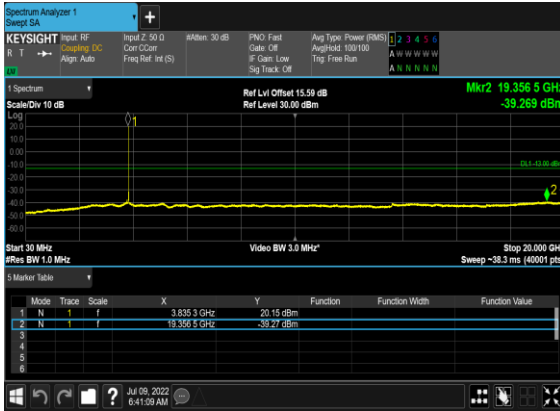 Spectrum Analyzer 1
Swept SA
+
KEYSIGHT
R T
Input: RF
Coupling: DC
Align: Auto
Input Z: 50 Ω
Corr CCorr
Freq Ref: Int (S)
#Atten: 30 dB
PNO: Fast
Gate: Off
IF Gain: Low
Sig Track: Off
Avg Type: Power (RMS)
Avg|Hold: 100/100
Trig: Free Run
1 2 3 4 5 6
A W W W W W
A N N N N N
1 Spectrum
Scale/Div 10 dB
Ref Lvl Offset 15.59 dB
Ref Level 30.00 dBm
Mkr2 19.356 5 GHz
-39.269 dBm
Log
20.0
10.0
0.00
-10.0
-20.0
-30.0
-40.0
-50.0
-60.0
1
DL1 -13.00 dBm
2
Start 30 MHz
#Res BW 1.0 MHz
Video BW 3.0 MHz*
Stop 20.000 GHz
Sweep ~38.3 ms (40001 pts)
5 Marker Table
Mode Trace Scale X Y Function Function Width Function Value
1 N 1 f 3.835 3 GHz 20.15 dBm
2 N 1 f 19.356 5 GHz -39.27 dBm
3
4
5
6
?
Jul 09, 2022
6:41:09 AM